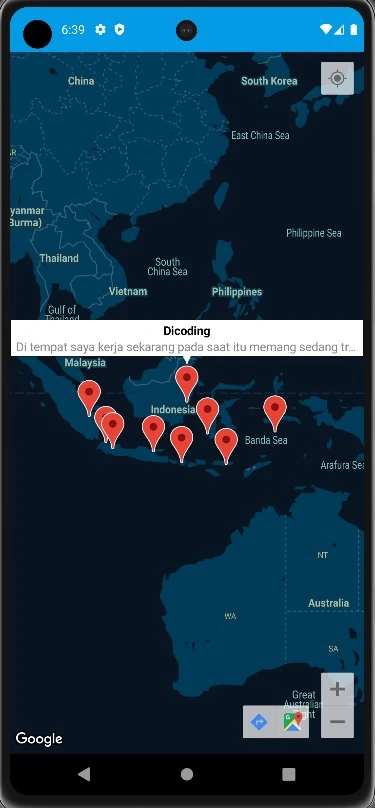 6:39
China
South Korea
East China Sea
AR
yanmar
Burma)
Philippine Sea
Thailand
South
China Sea
Vietnam
Philippines
Gulf of
Thailand
Dicoding
Di tempat saya kerja sekarang pada saat itu memang sedang tr...
Malaysia
Indonesia
Banda Sea
Arafura Sea
NT
Australia
WA
SA
Great
Australian
Bight
+
−
Google